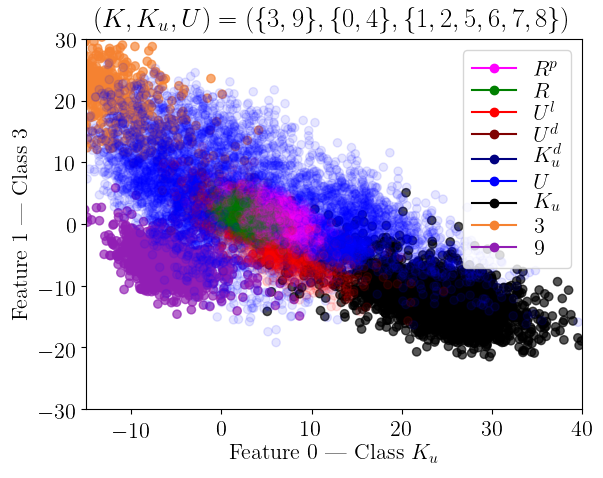 (K, K_u, U) = ({3, 9}, {0, 4}, {1, 2, 5, 6, 7, 8})
30
20
10
0
−10
−20
−30
Feature 1 — Class 3
R^p
R
U^l
U^d
K_u^d
U
K_u
3
9
−10
0
10
20
30
40
Feature 0 — Class K_u